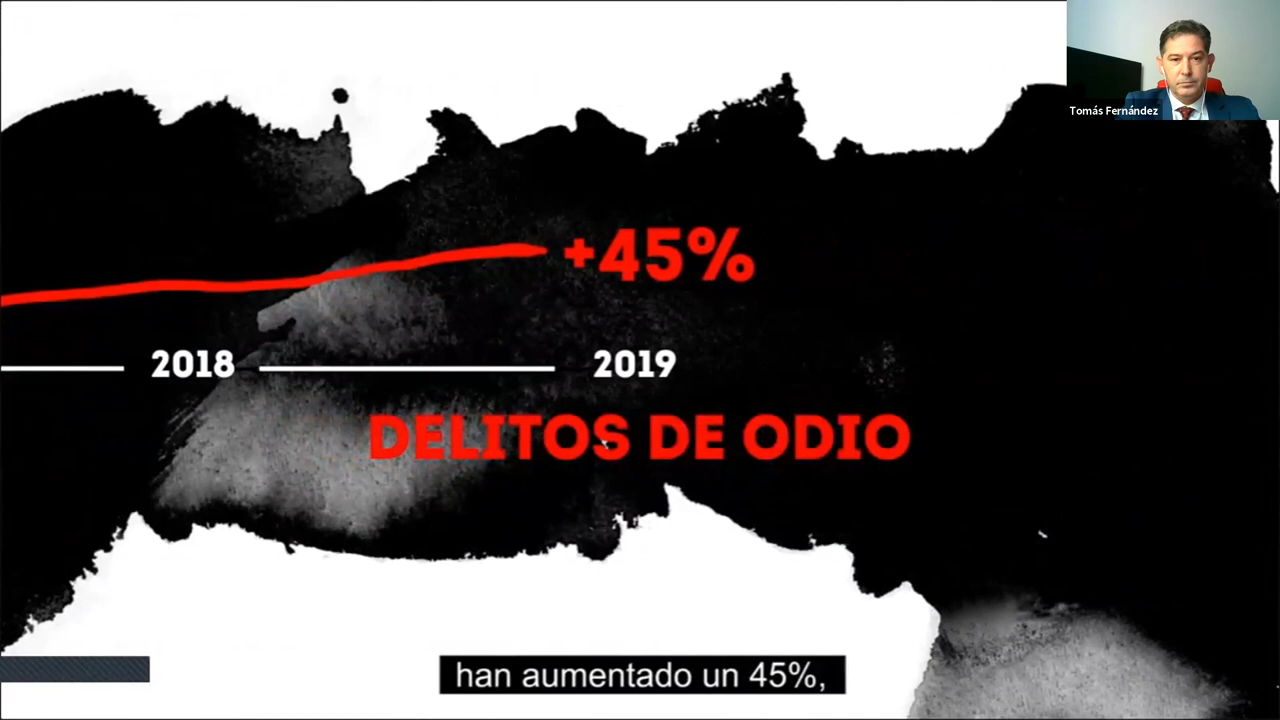 Tomás Fernández
+45%
2018
2019
DELITOS DE ODIO
han aumentado un 45%,